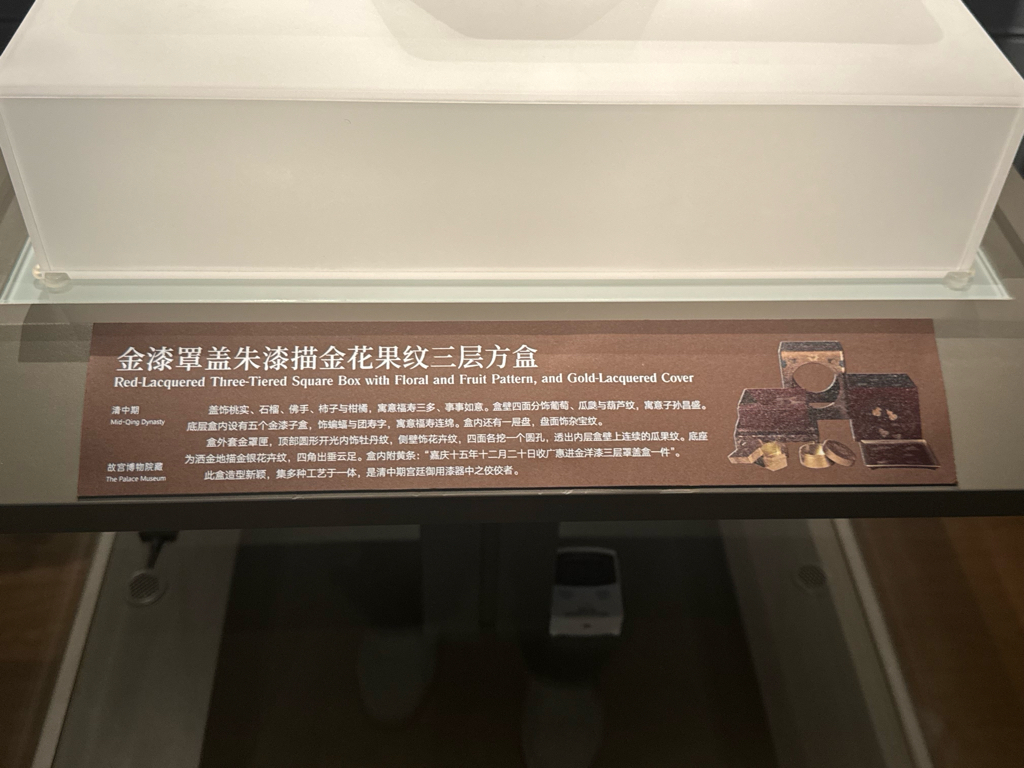 金漆罩盖朱漆描金花果纹三层方盒
Red-Lacquered Three-Tiered Square Box with Floral and Fruit Pattern, and Gold-Lacquered Cover
清中期
Mid-Qing Dynasty
故宫博物院藏
The Palace Museum
盖饰桃实、石榴、佛手、柿子与柑橘，寓意福寿三多、事事如意。盒壁四面分饰葡萄、瓜瓞与葫芦纹，寓意子孙昌盛。
底层盒内设有五个金漆子盒，饰蝙蝠与团寿字，寓意福寿连绵。盒内还有一层盘，盘面饰杂宝纹。
盒外套金罩匣，顶部圆形开光内饰牡丹纹，侧壁饰花卉纹，四面各挖一个圆孔，透出内层盒壁上连续的瓜果纹。底座
为洒金地描金银花卉纹，四角出垂云足。盒内附黄条：“嘉庆十五年十二月二十日收广惠进金洋漆三层罩盖盒一件”。
此盒造型新颖，集多种工艺于一体，是清中期宫廷御用漆器中之佼佼者。